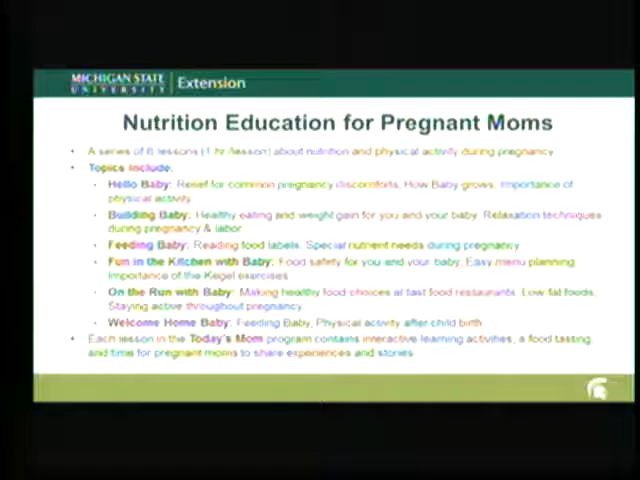 MICHIGAN STATE
UNIVERSITY
Extension
Nutrition Education for Pregnant Moms
• A series of 6 lessons (1 hr/lesson) about nutrition and physical activity during pregnancy
• Topics include:
- Hello Baby: Relief for common pregnancy discomforts, How Baby grows, Importance of
physical activity
- Building Baby: Healthy eating and weight gain for you and your baby, Relaxation techniques
during pregnancy & labor
- Feeding Baby: Reading food labels, Special nutrient needs during pregnancy
- Fun in the Kitchen with Baby: Food safety for you and your baby, Easy menu planning,
Importance of the Kegel exercises
- On the Run with Baby: Making healthy food choices at fast food restaurants, Low fat foods,
Staying active throughout pregnancy
- Welcome Home Baby: Feeding Baby, Physical activity after child birth
• Each lesson in the Today's Mom program contains interactive learning activities, a food tasting
and time for pregnant moms to share experiences and stories